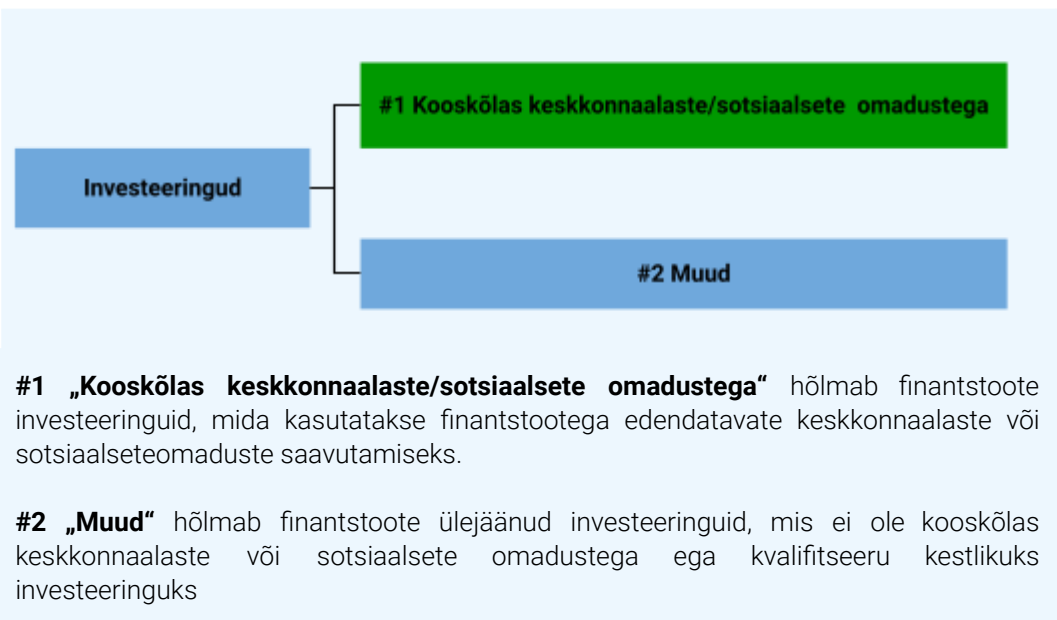 #1 Kooskõlas keskkonnaalaste/sotsiaalsete omadustega
Investeeringud
#2 Muud
#1 „Kooskõlas keskkonnaalaste/sotsiaalsete omadustega“ hõlmab finantstoote
investeeringuid, mida kasutatakse finantstootega edendatavate keskkonnaalaste või
sotsiaalseteomaduste saavutamiseks.
#2 „Muud“ hõlmab finantstoote ülejäänud investeeringuid, mis ei ole kooskõlas
keskkonnaalaste või sotsiaalsete omadustega ega kvalifitseeru kestlikuks
investeeringuks